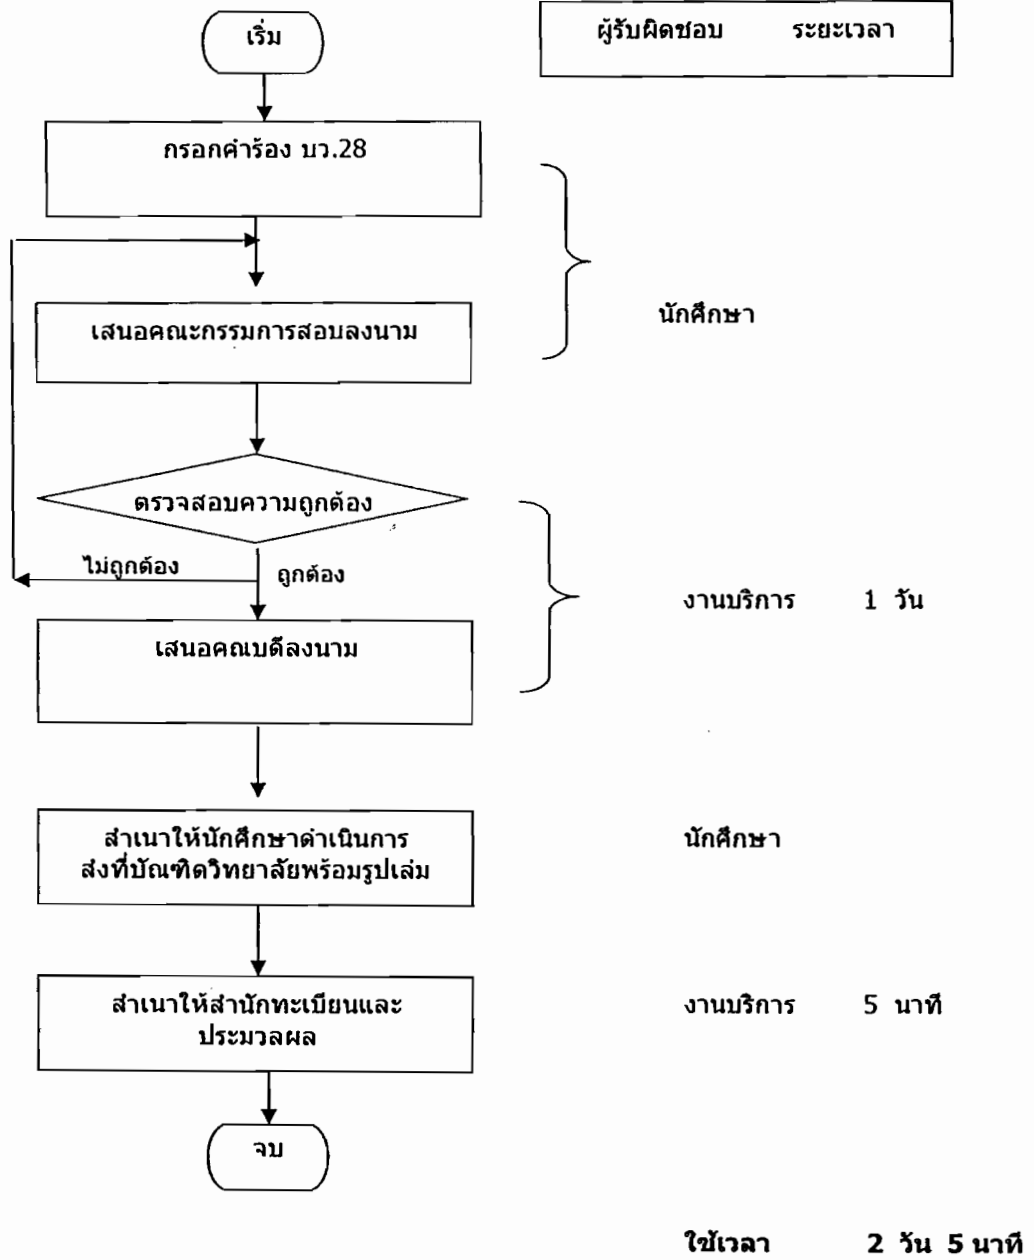 เริ่ม
ผู้รับผิดชอบ ระยะเวลา
กรอกคำร้อง บว.28
นักศึกษา
เสนอคณะกรรมการสอบลงนาม
ตรวจสอบความถูกต้อง
ไม่ถูกต้อง ถูกต้อง
งานบริการ 1 วัน
เสนอคณบดีลงนาม
สำเนาให้นักศึกษาดำเนินการ
ส่งที่บัณฑิตวิทยาลัยพร้อมรูปเล่ม
นักศึกษา
สำเนาให้สำนักทะเบียนและ
ประมวลผล
งานบริการ 5 นาที
จบ
ใช้เวลา 2 วัน 5 นาที